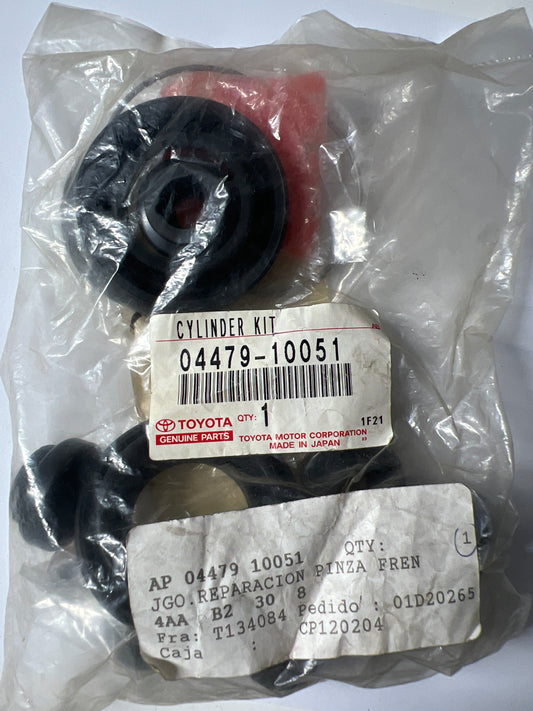 CYLINDER KIT
04479-10051
TOYOTA QTY: 1 1F21
GENUINE PARTS TOYOTA MOTOR CORPORATION
MADE IN JAPAN
AP 04479 10051 QTY: 1
JGO.REPARACION PINZA FREN
4AA B2 30 8
Fra: T134084 Pedido : 01D20265
Caja : CP120204